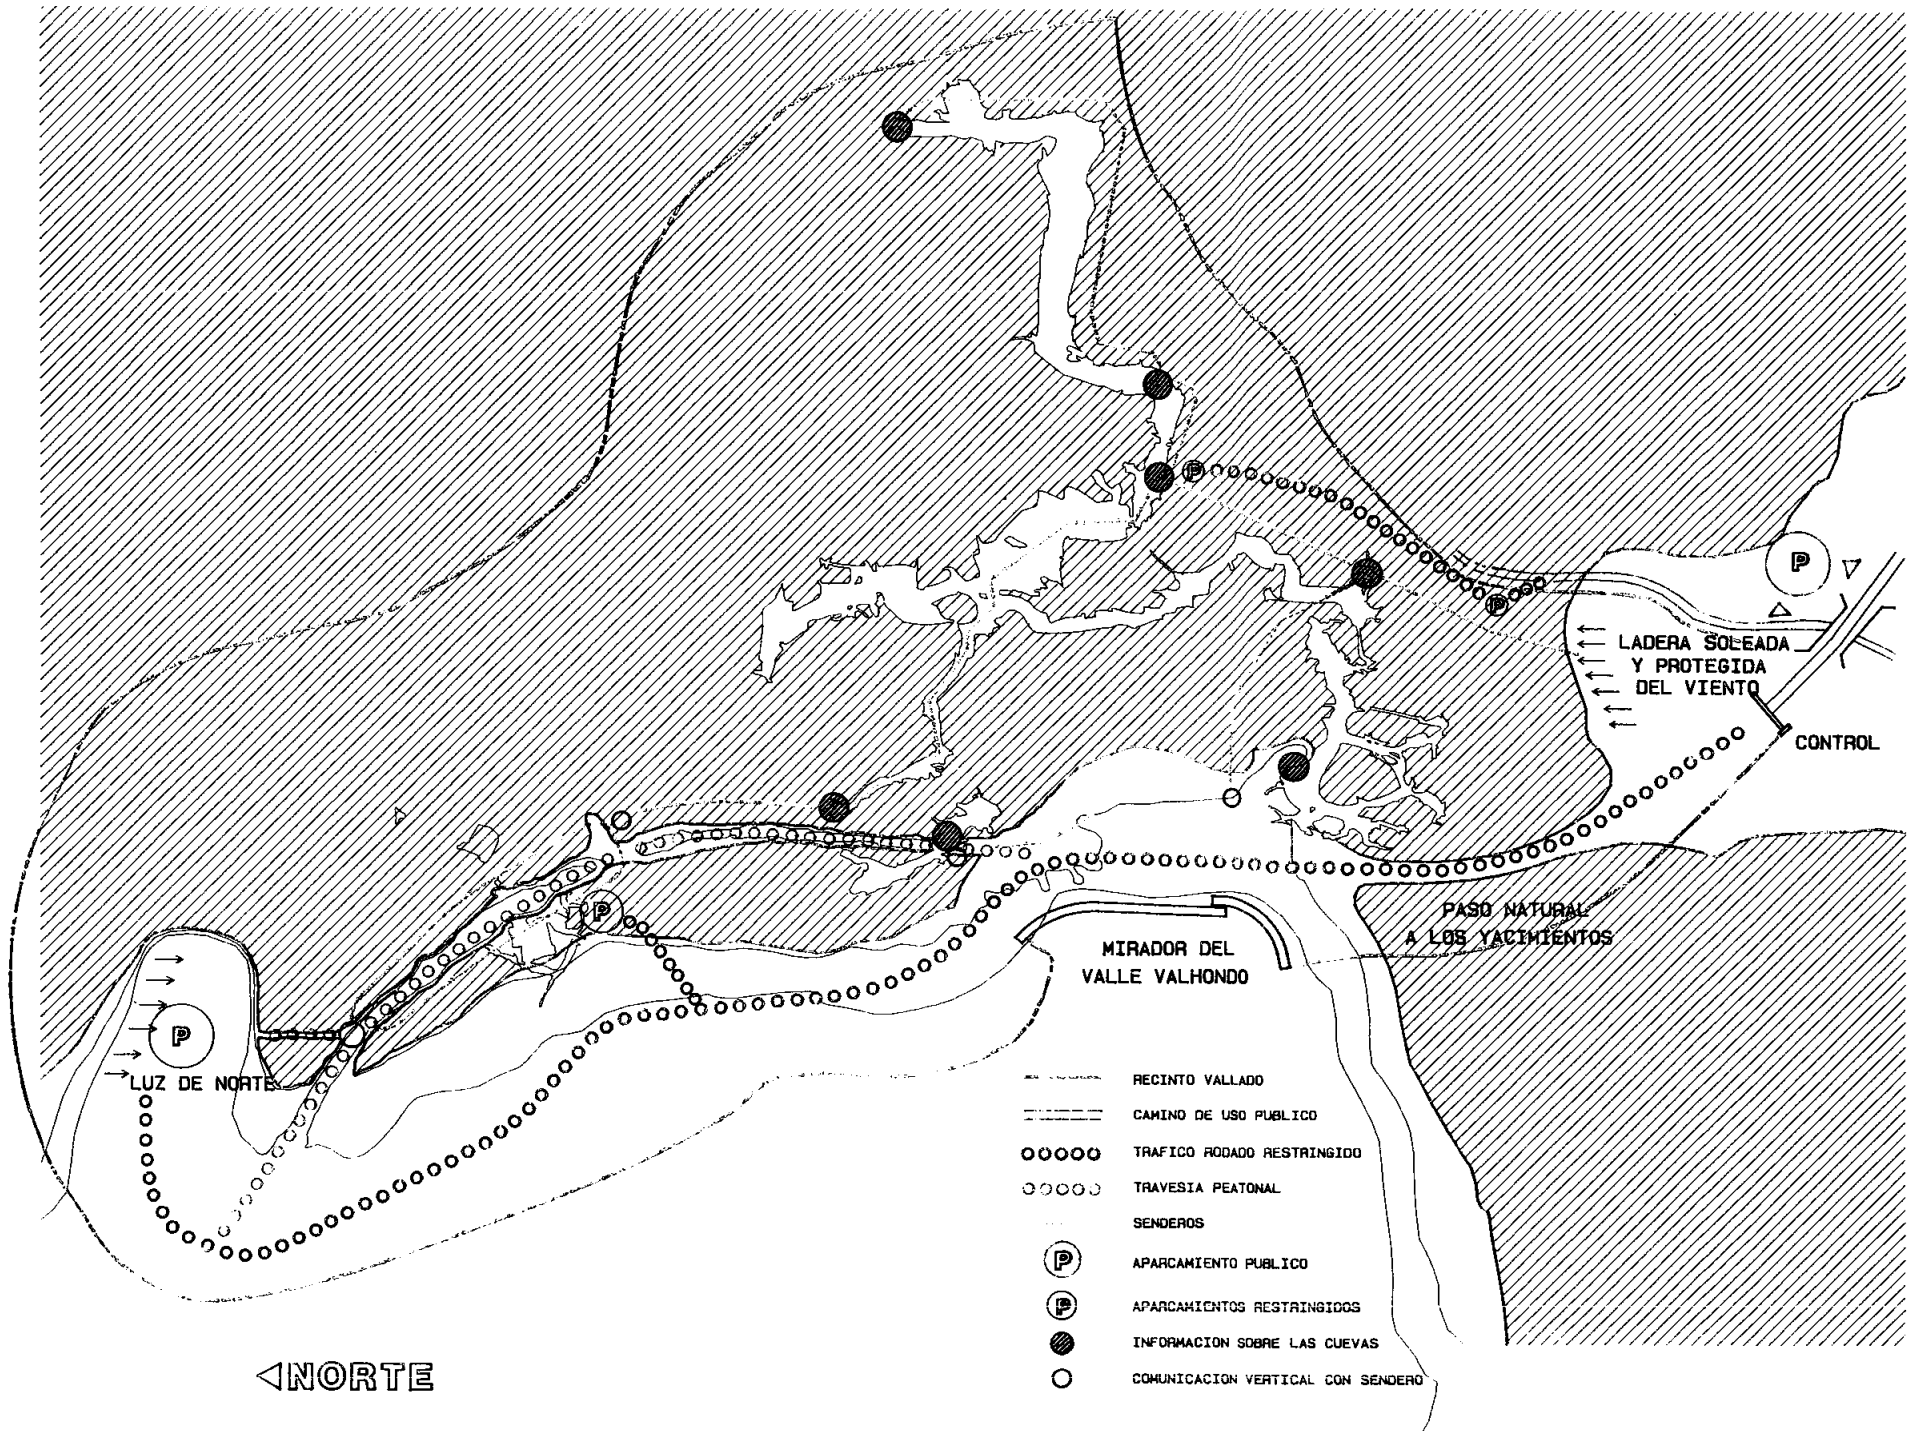 P
P
P
LADERA SOLEADA
Y PROTEGIDA
DEL VIENTO
CONTROL
P
PASO NATURAL
A LOS YACIMIENTOS
MIRADOR DEL
VALLE VALHONDO
P
LUZ DE NORTE
RECINTO VALLADO
CAMINO DE USO PUBLICO
TRAFICO RODADO RESTRINGIDO
TRAVESIA PEATONAL
SENDEROS
P APARCAMIENTO PUBLICO
P APARCAMIENTOS RESTRINGIDOS
INFORMACION SOBRE LAS CUEVAS
COMUNICACION VERTICAL CON SENDERO
NORTE